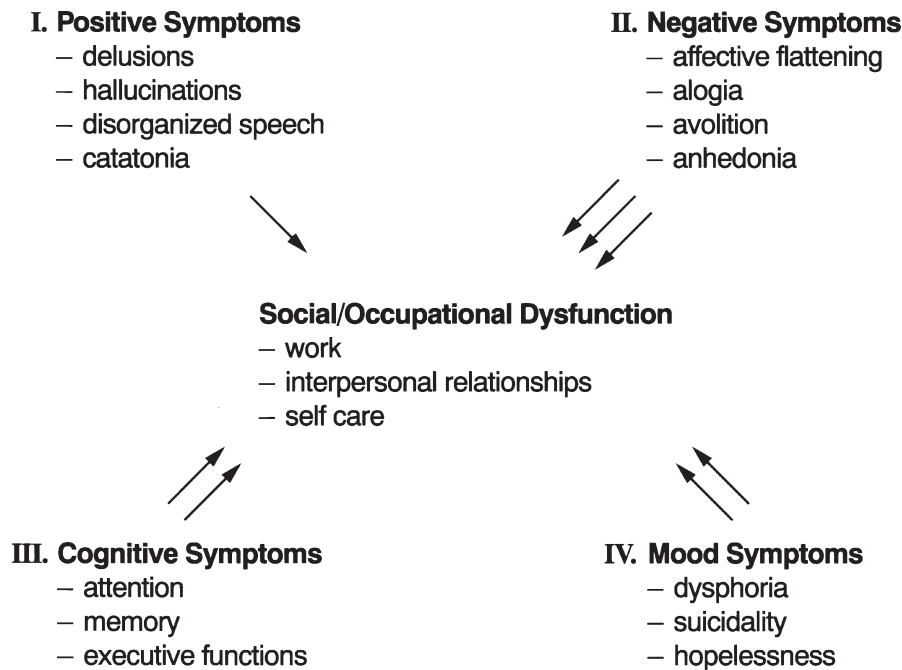 I. Positive Symptoms
– delusions
– hallucinations
– disorganized speech
– catatonia
II. Negative Symptoms
– affective flattening
– alogia
– avolition
– anhedonia
Social/Occupational Dysfunction
– work
– interpersonal relationships
– self care
III. Cognitive Symptoms
– attention
– memory
– executive functions
IV. Mood Symptoms
– dysphoria
– suicidality
– hopelessness